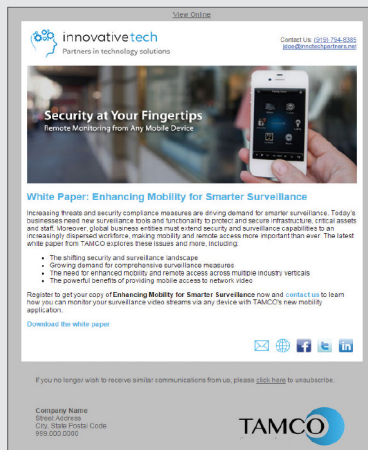 View Online
innovativetech
Partners in technology solutions
Contact Us: (919) 794-8385
jdoe@innotechpartners.net
Security at Your Fingertips
Remote Monitoring from Any Mobile Device
White Paper: Enhancing Mobility for Smarter Surveillance
Increasing threats and security compliance measures are driving demand for smarter surveillance. Today's
businesses need new surveillance tools and functionality to protect and secure infrastructure, critical assets
and staff. Moreover, global business entities must extend security and surveillance capabilities to an
increasingly dispersed workforce, making mobility and remote access more important than ever. The latest
white paper from TAMCO explores these issues and more, including:
• The shifting security and surveillance landscape
• Growing demand for comprehensive surveillance measures
• The need for enhanced mobility and remote access across multiple industry verticals
• The powerful benefits of providing mobile access to network video
Register to get your copy of Enhancing Mobility for Smarter Surveillance now and contact us to learn
how you can monitor your surveillance video streams via any device with TAMCO's new mobility
application.
Download the white paper
If you no longer wish to receive similar communications from us, please click here to unsubscribe.
Company Name
Street Address
City, State Postal Code
999.000.0000
TAMCO